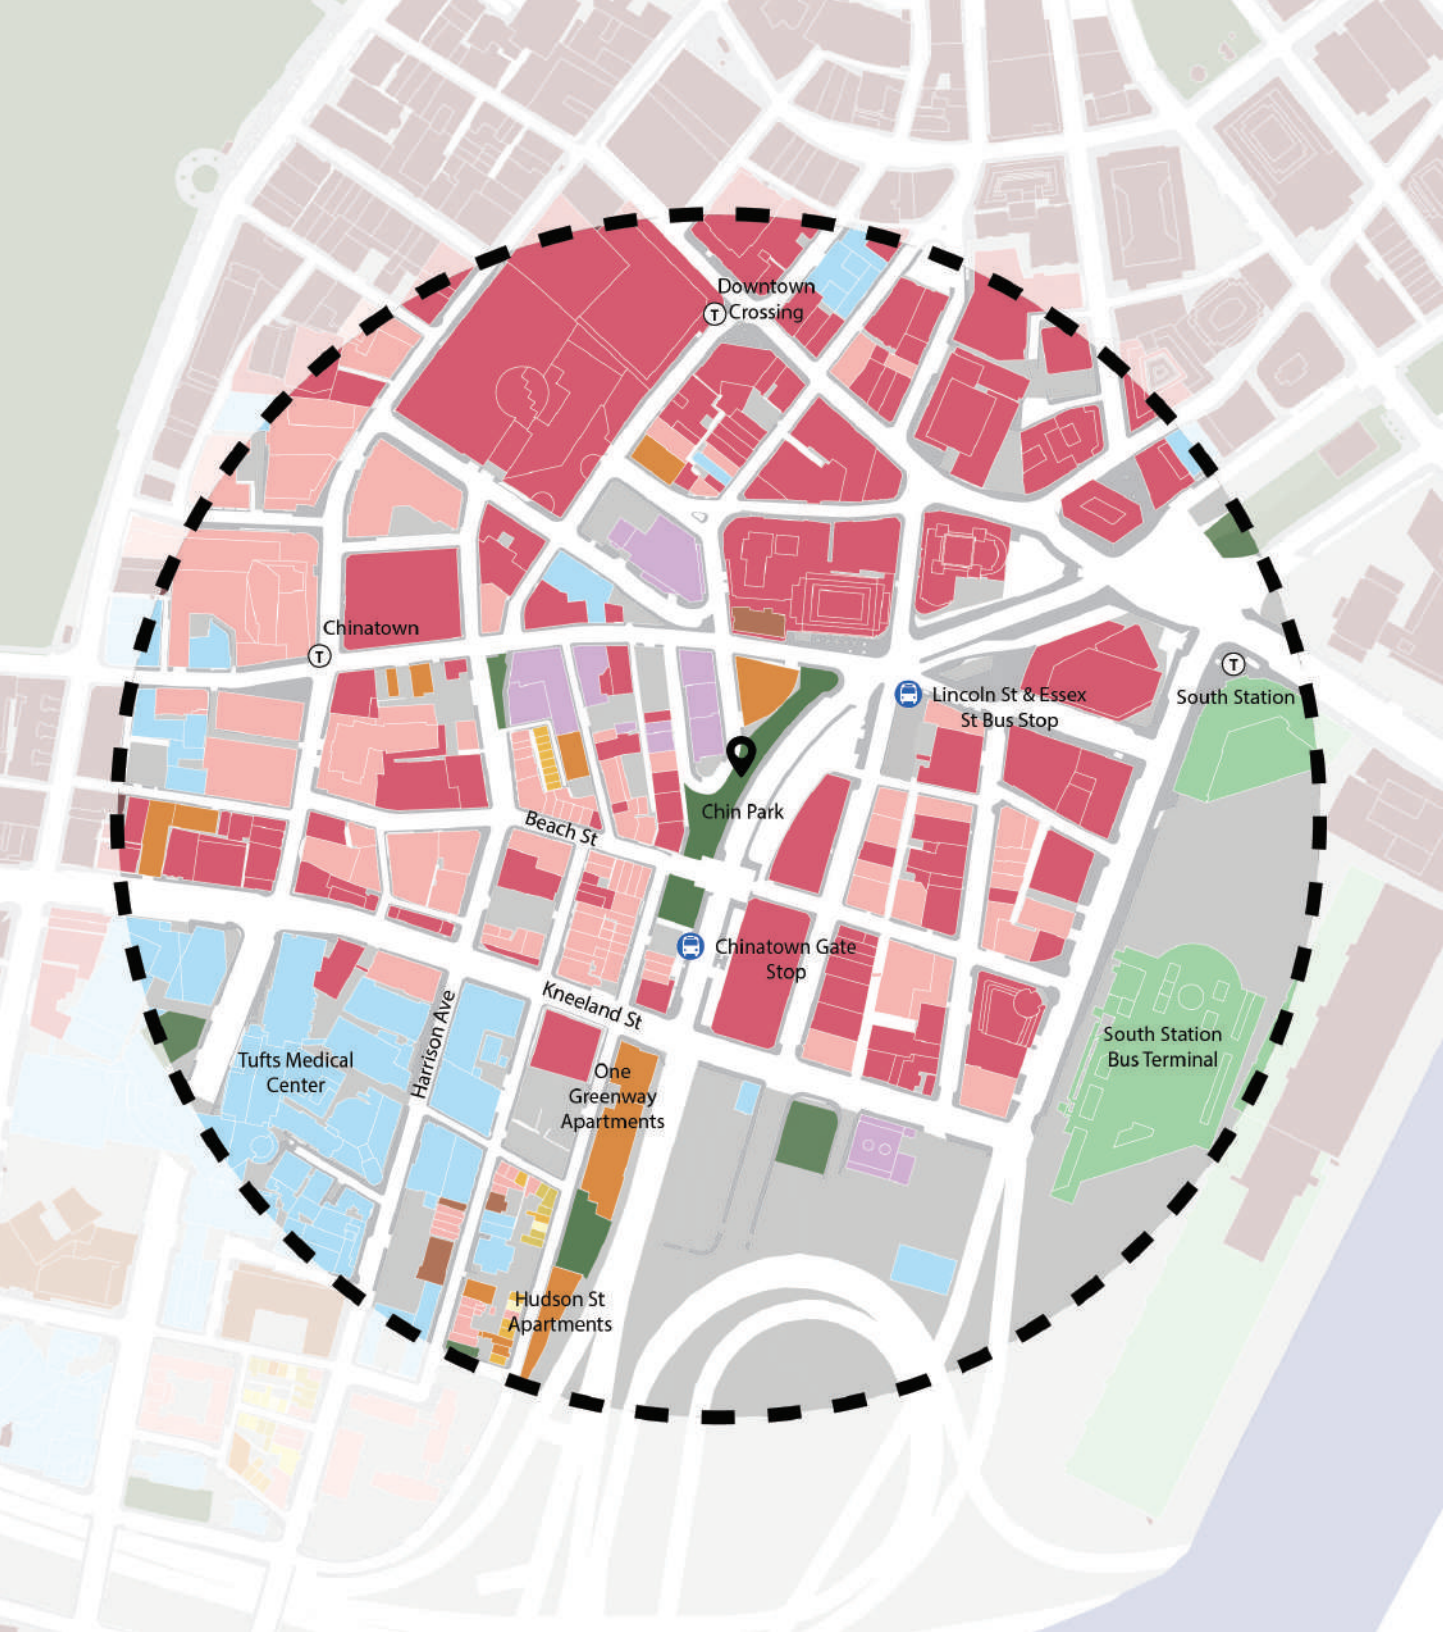 Downtown
T Crossing
Chinatown
T
T
South Station
Lincoln St & Essex
St Bus Stop
Chin Park
Beach St
Chinatown Gate
Stop
Kneeland St
Harrison Ave
South Station
Bus Terminal
Tufts Medical
Center
One
Greenway
Apartments
Hudson St
Apartments